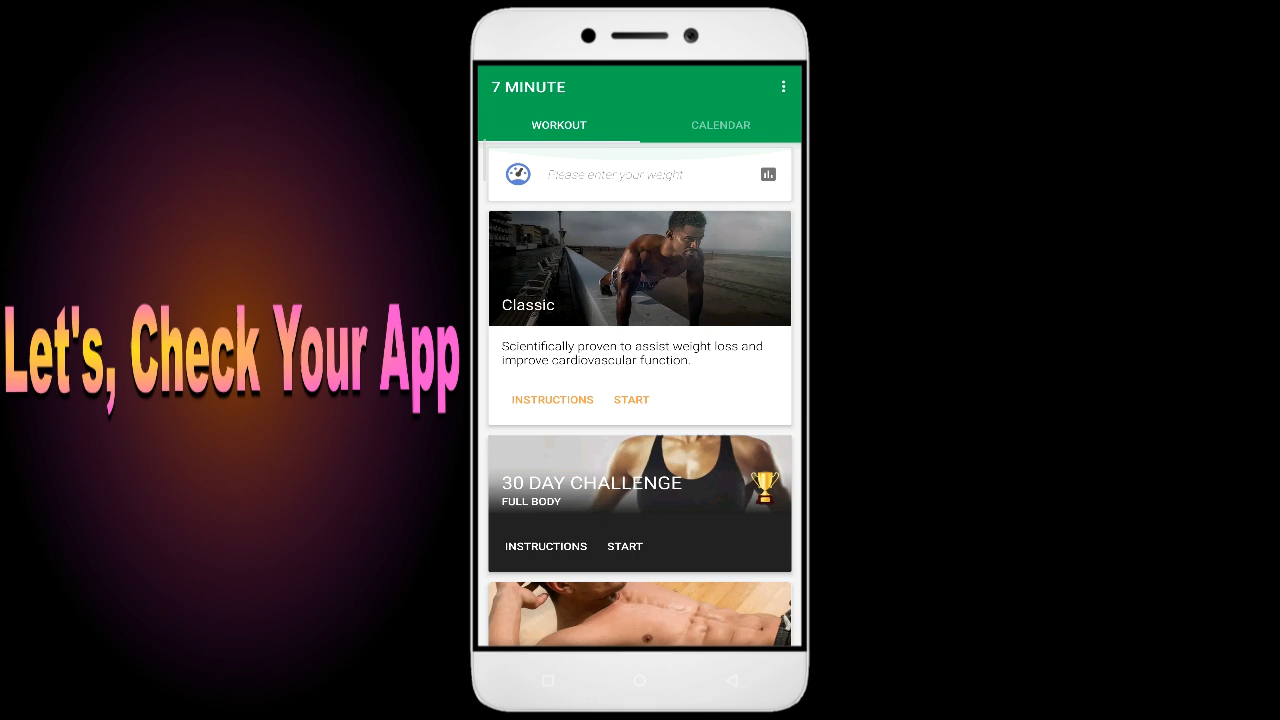 Let's, Check Your App
7 MINUTE
WORKOUT
CALENDAR
Please enter your weight
Classic
Scientifically proven to assist weight loss and
improve cardiovascular function.
INSTRUCTIONS START
30 DAY CHALLENGE
FULL BODY
INSTRUCTIONS START